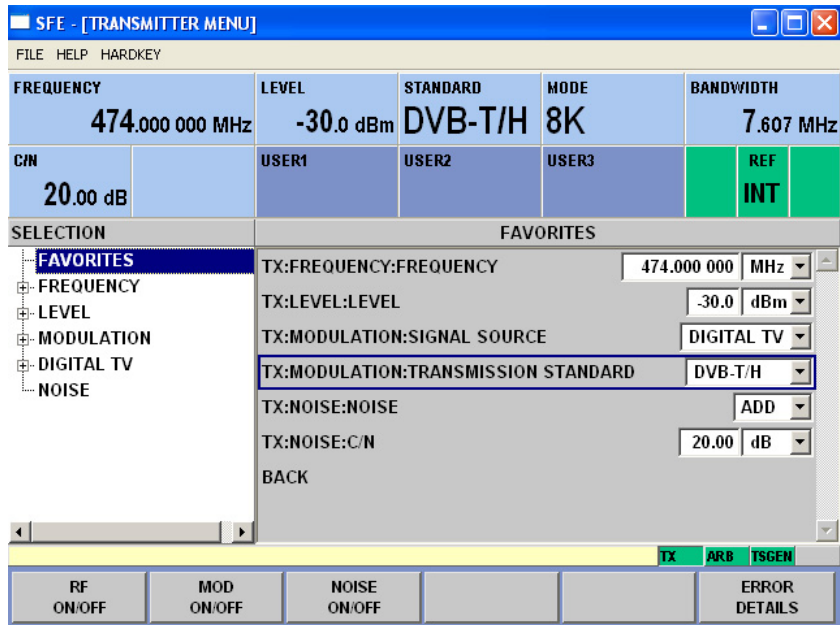 SFE - [TRANSMITTER MENU]
FILE HELP HARDKEY
FREQUENCY LEVEL STANDARD MODE BANDWIDTH
474.000 000 MHz -30.0 dBm DVB-T/H 8K 7.607 MHz
C/N USER1 USER2 USER3 REF
20.00 dB INT
SELECTION FAVORITES
FAVORITES
FREQUENCY
LEVEL
MODULATION
DIGITAL TV
NOISE
TX:FREQUENCY:FREQUENCY 474.000 000 MHz
TX:LEVEL:LEVEL -30.0 dBm
TX:MODULATION:SIGNAL SOURCE DIGITAL TV
TX:MODULATION:TRANSMISSION STANDARD DVB-T/H
TX:NOISE:NOISE ADD
TX:NOISE:C/N 20.00 dB
BACK
TX ARB TSGEN
RF MOD NOISE ERROR
ON/OFF ON/OFF ON/OFF DETAILS